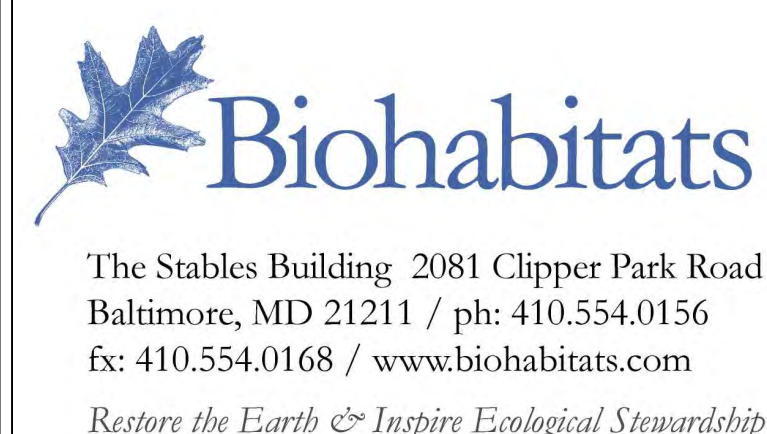 Biohabitats
The Stables Building 2081 Clipper Park Road
Baltimore, MD 21211 / ph: 410.554.0156
fx: 410.554.0168 / www.biohabitats.com
Restore the Earth & Inspire Ecological Stewardship